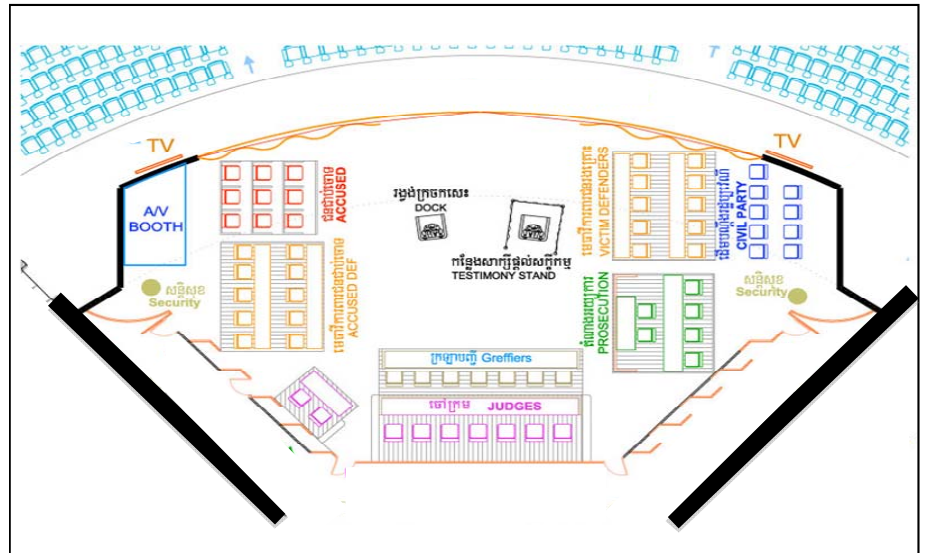 TV
TV
A/V
BOOTH
ជនជាប់ចោទ
ACCUSED
DOCK
កន្លែងសាក្សីផ្តល់សក្ខីកម្ម
TESTIMONY STAND
VICTIM DEFENDERS
CIVIL PARTY
សន្តិសុខ
Security
មេធាវីការពារជនជាប់ចោទ
ACCUSED DEF
តំណាងអយ្យការ
PROSECUTION
សន្តិសុខ
Security
ក្រឡាបញ្ជី Greffiers
ចៅក្រម JUDGES